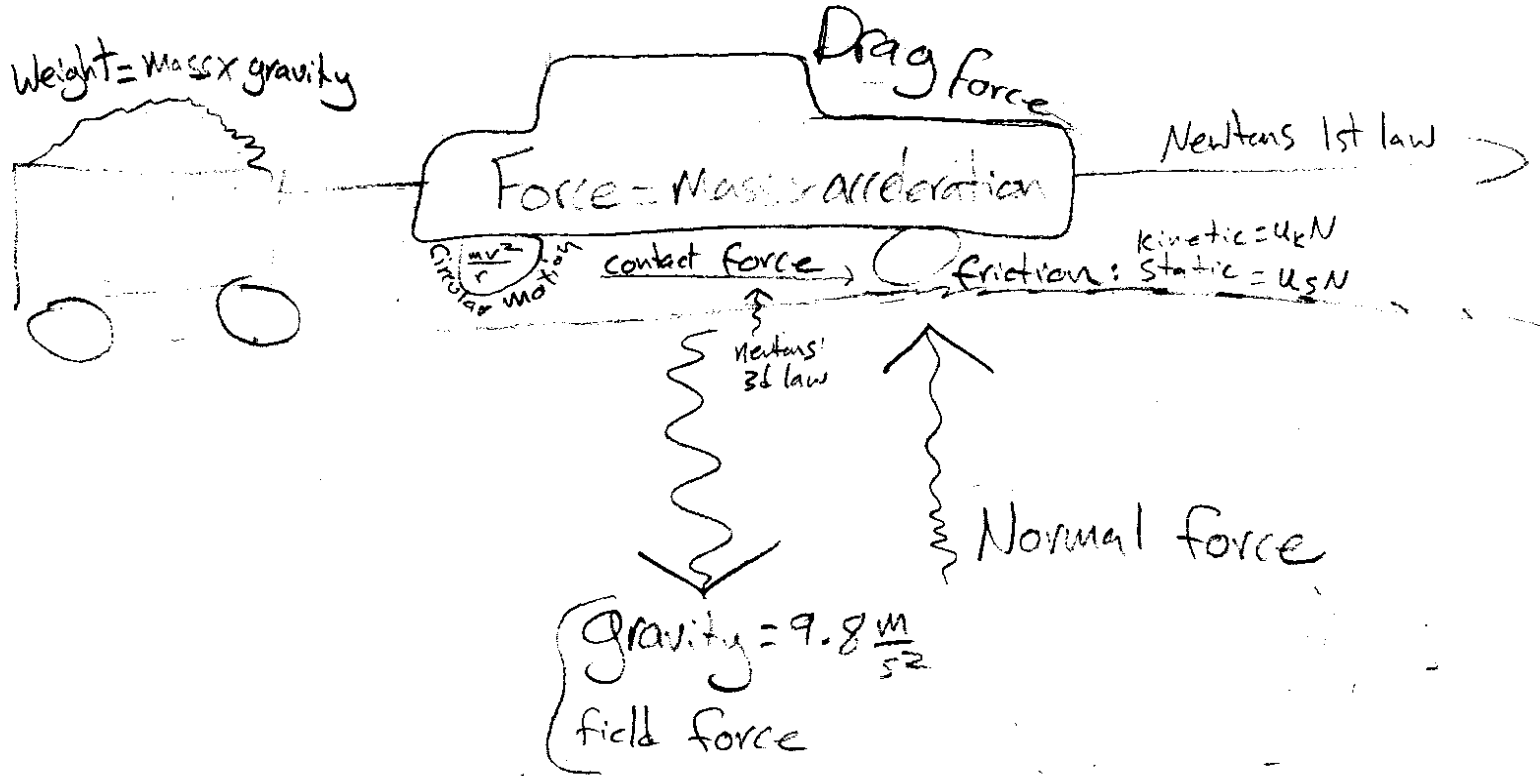 Weight = Mass x gravity
Drag force
Newtons 1st law
Force = Mass x acceleration
mv²/r
Circular Motion
contact force
friction :
kinetic = ukN
static = usN
newtons
3d law
Normal force
gravity = 9.8 m/s²
field force